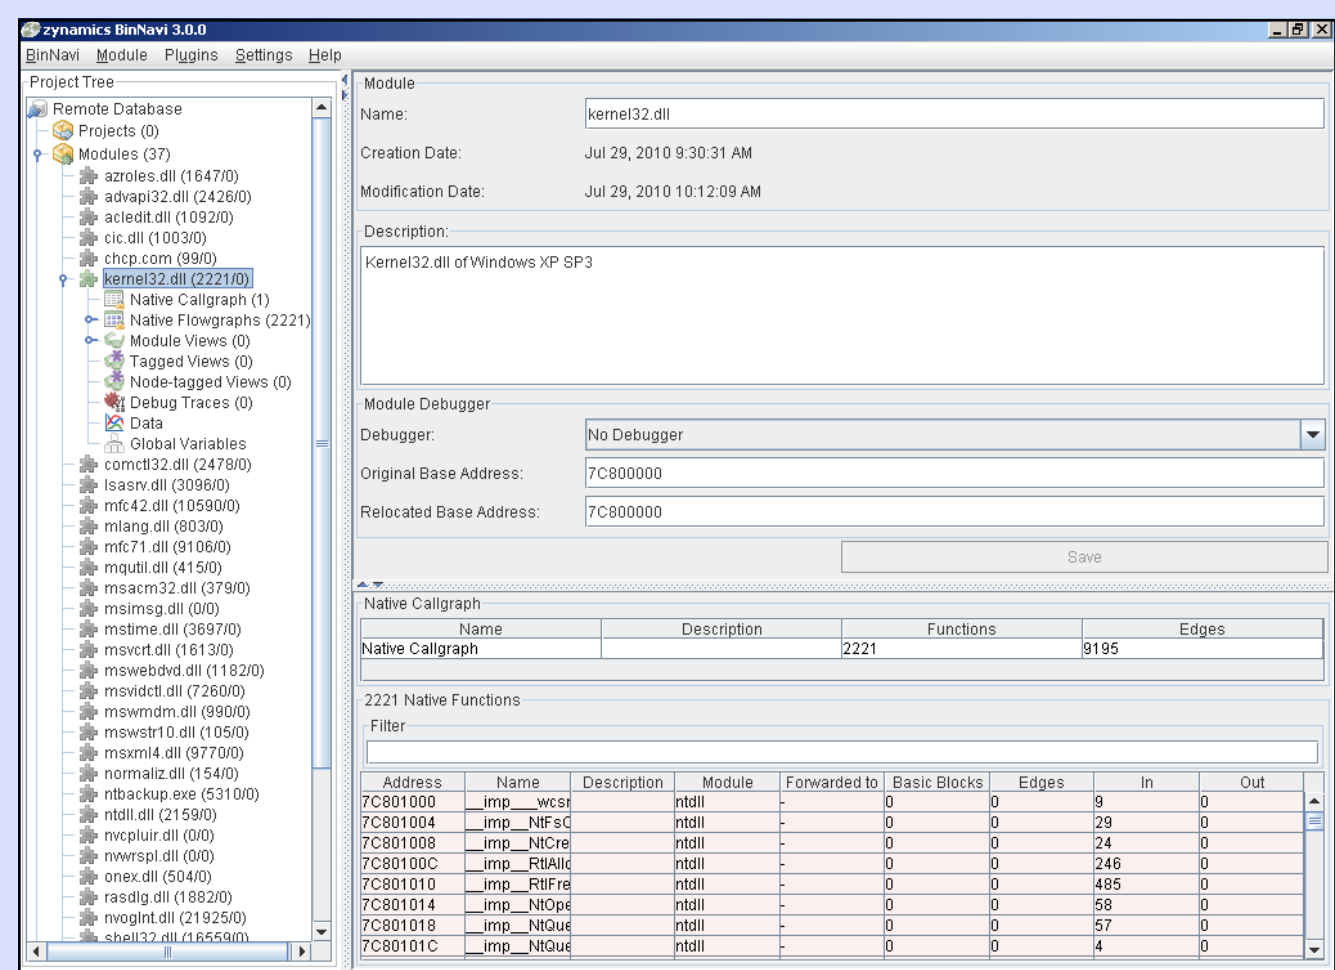 zynamics BinNavi 3.0.0
BinNavi Module Plugins Settings Help
Project Tree
Remote Database
Projects (0)
Modules (37)
azroles.dll (1647/0)
advapi32.dll (2426/0)
acledit.dll (1092/0)
cic.dll (1003/0)
chcp.com (99/0)
kernel32.dll (2221/0)
Native Callgraph (1)
Native Flowgraphs (2221)
Module Views (0)
Tagged Views (0)
Node-tagged Views (0)
Debug Traces (0)
Data
Global Variables
comctl32.dll (2478/0)
lsasrv.dll (3096/0)
mfc42.dll (10590/0)
mlang.dll (803/0)
mfc71.dll (9106/0)
mqutil.dll (415/0)
msacm32.dll (379/0)
msimsg.dll (0/0)
mstime.dll (3697/0)
msvcrt.dll (1613/0)
mswebdvd.dll (1182/0)
msvidctl.dll (7260/0)
mswmdm.dll (990/0)
mswstr10.dll (105/0)
msxml4.dll (9770/0)
normaliz.dll (154/0)
ntbackup.exe (5310/0)
ntdll.dll (2159/0)
nvcpluir.dll (0/0)
nvwrspl.dll (0/0)
onex.dll (504/0)
rasdlg.dll (1882/0)
nvoglnt.dll (21925/0)
shell32.dll (16559/0)
Module
Name: kernel32.dll
Creation Date: Jul 29, 2010 9:30:31 AM
Modification Date: Jul 29, 2010 10:12:09 AM
Description:
Kernel32.dll of Windows XP SP3
Module Debugger
Debugger: No Debugger
Original Base Address: 7C800000
Relocated Base Address: 7C800000
Save
Native Callgraph
Name Description Functions Edges
Native Callgraph 2221 9195
2221 Native Functions
Filter
Address Name Description Module Forwarded to Basic Blocks Edges In Out
7C801000 __imp___wcsr ntdll - 0 0 9 0
7C801004 __imp__NtFsC ntdll - 0 0 29 0
7C801008 __imp__NtCre ntdll - 0 0 24 0
7C80100C __imp__RtlAllo ntdll - 0 0 246 0
7C801010 __imp__RtlFre ntdll - 0 0 485 0
7C801014 __imp__NtOpe ntdll - 0 0 58 0
7C801018 __imp__NtQue ntdll - 0 0 57 0
7C80101C __imp__NtQue ntdll - 0 0 4 0